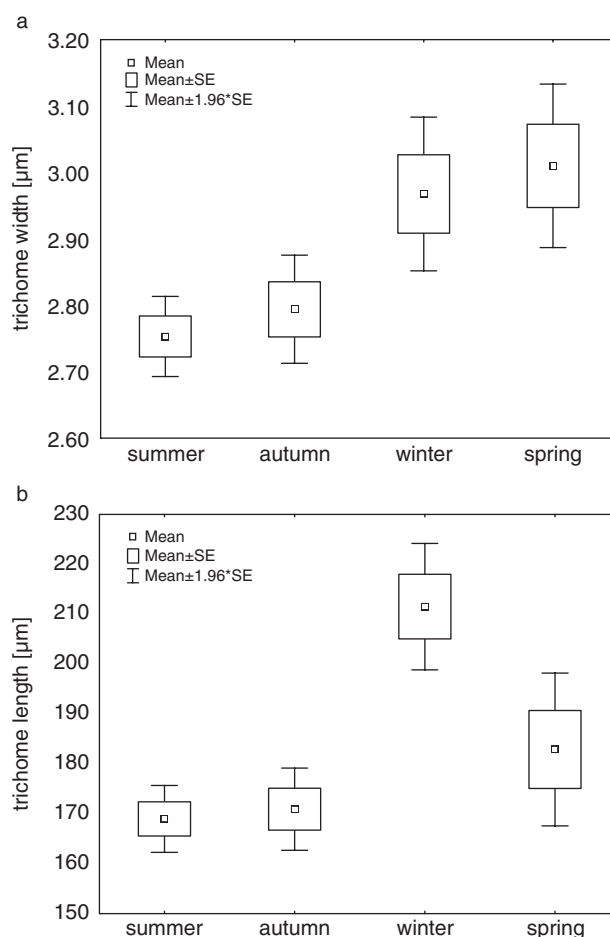 a
3.20
3.10
3.00
2.90
2.80
2.70
2.60
trichome width [µm]
Mean
Mean±SE
Mean±1.96*SE
summer autumn winter spring
b
230
220
210
200
190
180
170
160
150
trichome length [µm]
Mean
Mean±SE
Mean±1.96*SE
summer autumn winter spring